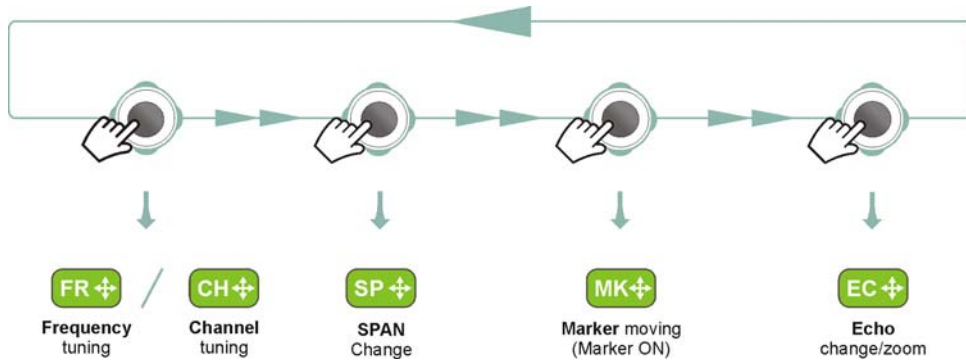 FR
CH
SP
MK
EC
Frequency
tuning
Channel
tuning
SPAN
Change
Marker moving
(Marker ON)
Echo
change/zoom